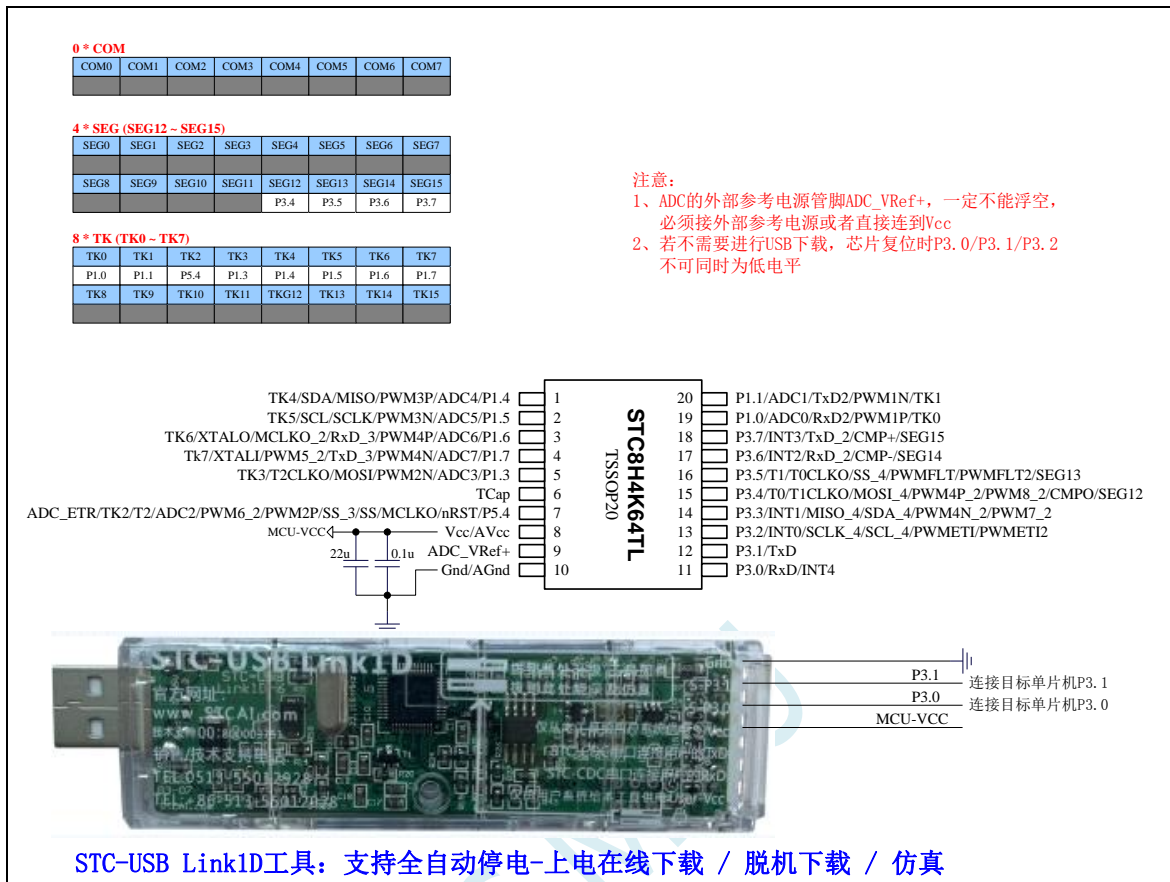 0 * COM
COM0 COM1 COM2 COM3 COM4 COM5 COM6 COM7
4 * SEG (SEG12 ~ SEG15)
SEG0 SEG1 SEG2 SEG3 SEG4 SEG5 SEG6 SEG7
SEG8 SEG9 SEG10 SEG11 SEG12 SEG13 SEG14 SEG15
P3.4 P3.5 P3.6 P3.7
8 * TK (TK0 ~ TK7)
TK0 TK1 TK2 TK3 TK4 TK5 TK6 TK7
P1.0 P1.1 P5.4 P1.3 P1.4 P1.5 P1.6 P1.7
TK8 TK9 TK10 TK11 TKG12 TK13 TK14 TK15
注意：
1、ADC的外部参考电源管脚ADC_VRef+，一定不能浮空，
必须接外部参考电源或者直接连到Vcc
2、若不需要进行USB下载，芯片复位时P3.0/P3.1/P3.2
不可同时为低电平
TK4/SDA/MISO/PWM3P/ADC4/P1.4 1 20 P1.1/ADC1/TxD2/PWM1N/TK1
TK5/SCL/SCLK/PWM3N/ADC5/P1.5 2 19 P1.0/ADC0/RxD2/PWM1P/TK0
TK6/XTALO/MCLKO_2/RxD_3/PWM4P/ADC6/P1.6 3 18 P3.7/INT3/TxD_2/CMP+/SEG15
Tk7/XTALI/PWM5_2/TxD_3/PWM4N/ADC7/P1.7 4 17 P3.6/INT2/RxD_2/CMP-/SEG14
TK3/T2CLKO/MOSI/PWM2N/ADC3/P1.3 5 16 P3.5/T1/T0CLKO/SS_4/PWMFLT/PWMFLT2/SEG13
TCap 6 15 P3.4/T0/T1CLKO/MOSI_4/PWM4P_2/PWM8_2/CMPO/SEG12
ADC_ETR/TK2/T2/ADC2/PWM6_2/PWM2P/SS_3/SS/MCLKO/nRST/P5.4 7 14 P3.3/INT1/MISO_4/SDA_4/PWM4N_2/PWM7_2
MCU-VCC Vcc/AVcc 8 13 P3.2/INT0/SCLK_4/SCL_4/PWMETI/PWMETI2
22u 0.1u ADC_VRef+ 9 12 P3.1/TxD
Gnd/AGnd 10 11 P3.0/RxD/INT4
STC8H4K64TL
TSSOP20
STC-USB Link1D
官方网址
www.STCAI.com
Gnd
P3.1 连接目标单片机P3.1
P3.0 连接目标单片机P3.0
MCU-VCC
STC-USB Link1D工具：支持全自动停电-上电在线下载 / 脱机下载 / 仿真